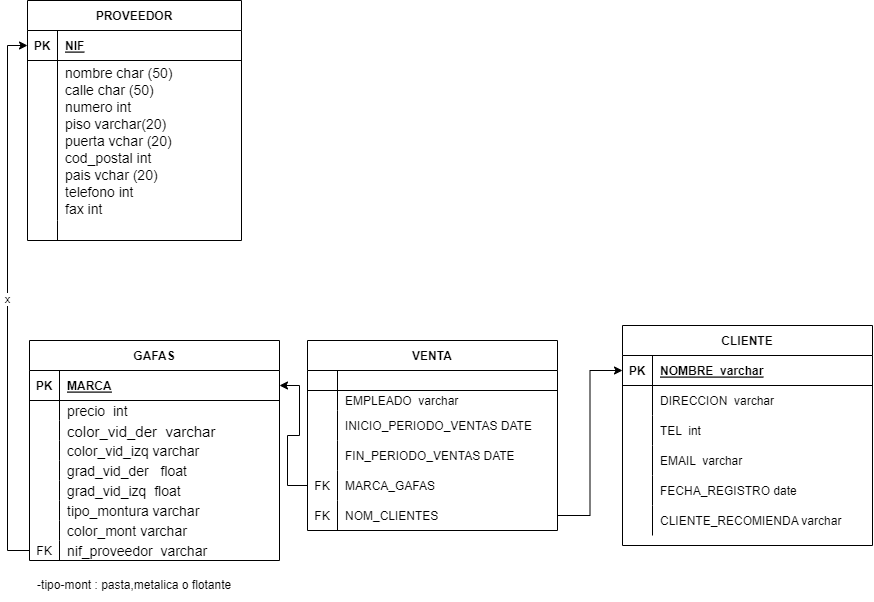 PROVEEDOR
PK NIF
nombre char (50)
calle char (50)
numero int
piso varchar(20)
puerta vchar (20)
cod_postal int
pais vchar (20)
telefono int
fax int
x
GAFAS
PK MARCA
precio int
color_vid_der varchar
color_vid_izq varchar
grad_vid_der float
grad_vid_izq float
tipo_montura varchar
color_mont varchar
FK nif_proveedor varchar
-tipo-mont : pasta,metalica o flotante
VENTA
EMPLEADO varchar
INICIO_PERIODO_VENTAS DATE
FIN_PERIODO_VENTAS DATE
FK MARCA_GAFAS
FK NOM_CLIENTES
CLIENTE
PK NOMBRE varchar
DIRECCION varchar
TEL int
EMAIL varchar
FECHA_REGISTRO date
CLIENTE_RECOMIENDA varchar